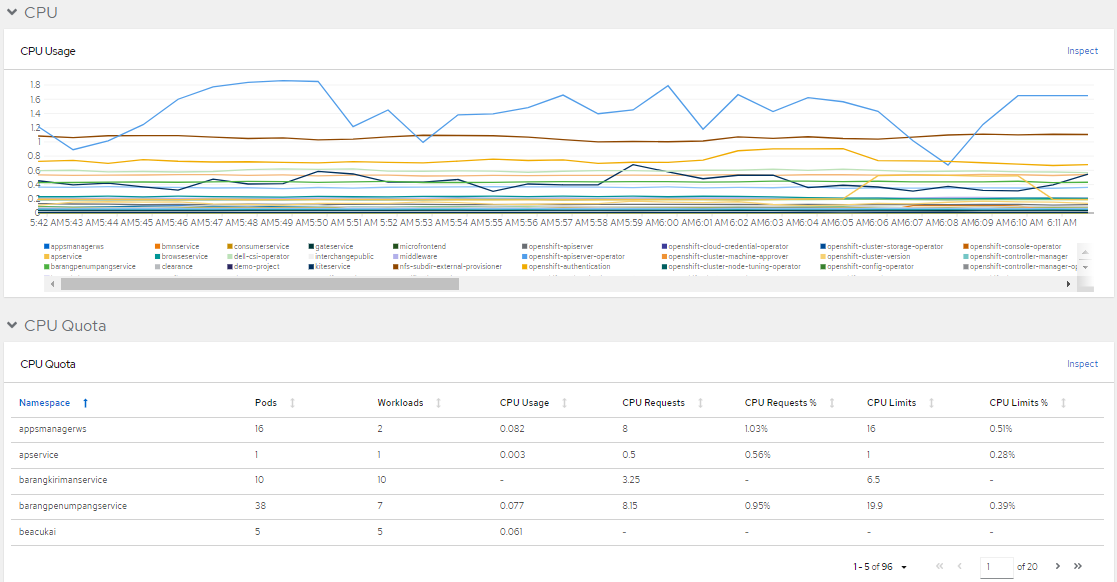 CPU
CPU Usage
Inspect
1.8
1.6
1.4
1.2
1
0.8
0.6
0.4
0.2
0
5:42 AM 5:43 AM 5:44 AM 5:45 AM 5:46 AM 5:47 AM 5:48 AM 5:49 AM 5:50 AM 5:51 AM 5:52 AM 5:53 AM 5:54 AM 5:55 AM 5:56 AM 5:57 AM 5:58 AM 5:59 AM 6:00 AM 6:01 AM 6:02 AM 6:03 AM 6:04 AM 6:05 AM 6:06 AM 6:07 AM 6:08 AM 6:09 AM 6:10 AM 6:11 AM
appsmanagerws bmnservice consumerservice gateservice microfrontend openshift-apiserver openshift-cloud-credential-operator openshift-cluster-storage-operator openshift-console-operator
apservice browseservice dell-csi-operator interchangepublic middleware openshift-apiserver-operator openshift-cluster-machine-approver openshift-cluster-version openshift-controller-manager
barangpenumpangservice clearance demo-project kiteservice nfs-subdir-external-provisioner openshift-authentication openshift-cluster-node-tuning-operator openshift-config-operator openshift-controller-manager-op
CPU Quota
CPU Quota
Inspect
Namespace Pods Workloads CPU Usage CPU Requests CPU Requests % CPU Limits CPU Limits %
appsmanagerws 16 2 0.082 8 1.03% 16 0.51%
apservice 1 1 0.003 0.5 0.56% 1 0.28%
barangkirimanservice 10 10 - 3.25 - 6.5 -
barangpenumpangservice 38 7 0.077 8.15 0.95% 19.9 0.39%
beacukai 5 5 0.061 - - - -
1 - 5 of 96 1 of 20